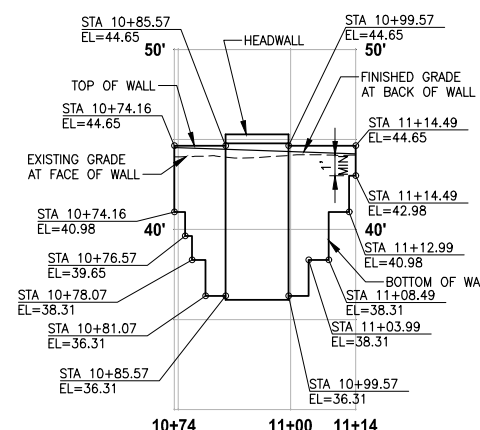 STA 10+85.57
EL=44.65
STA 10+99.57
EL=44.65
50'
HEADWALL
50'
TOP OF WALL
FINISHED GRADE
AT BACK OF WALL
STA 10+74.16
EL=44.65
STA 11+14.49
EL=44.65
EXISTING GRADE
AT FACE OF WALL
1'
MIN
STA 11+14.49
EL=42.98
STA 10+74.16
EL=40.98
40'
40'
STA 11+12.99
EL=40.98
STA 10+76.57
EL=39.65
BOTTOM OF WA
STA 10+78.07
EL=38.31
STA 11+08.49
EL=38.31
STA 10+81.07
EL=36.31
STA 11+03.99
EL=38.31
STA 10+85.57
EL=36.31
STA 10+99.57
EL=36.31
10+74
11+00
11+14